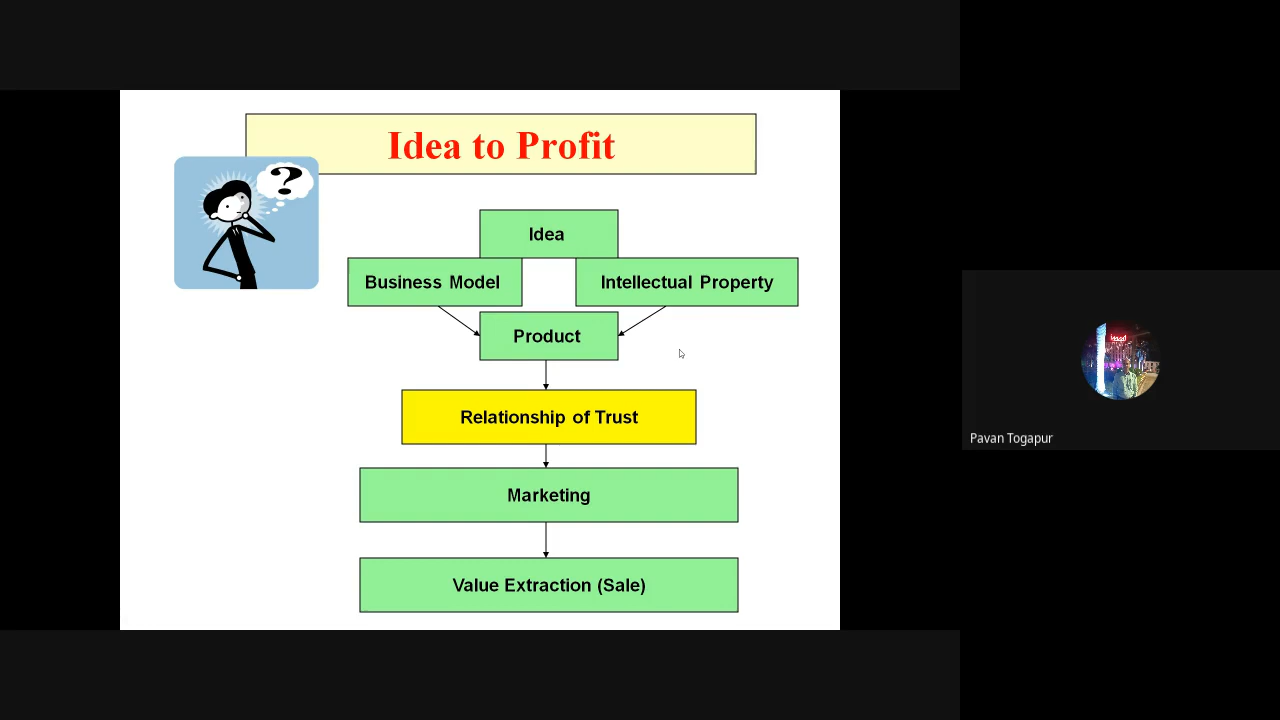 Idea to Profit
?
Idea
Business Model
Intellectual Property
Product
Relationship of Trust
Marketing
Value Extraction (Sale)
Pavan Togapur